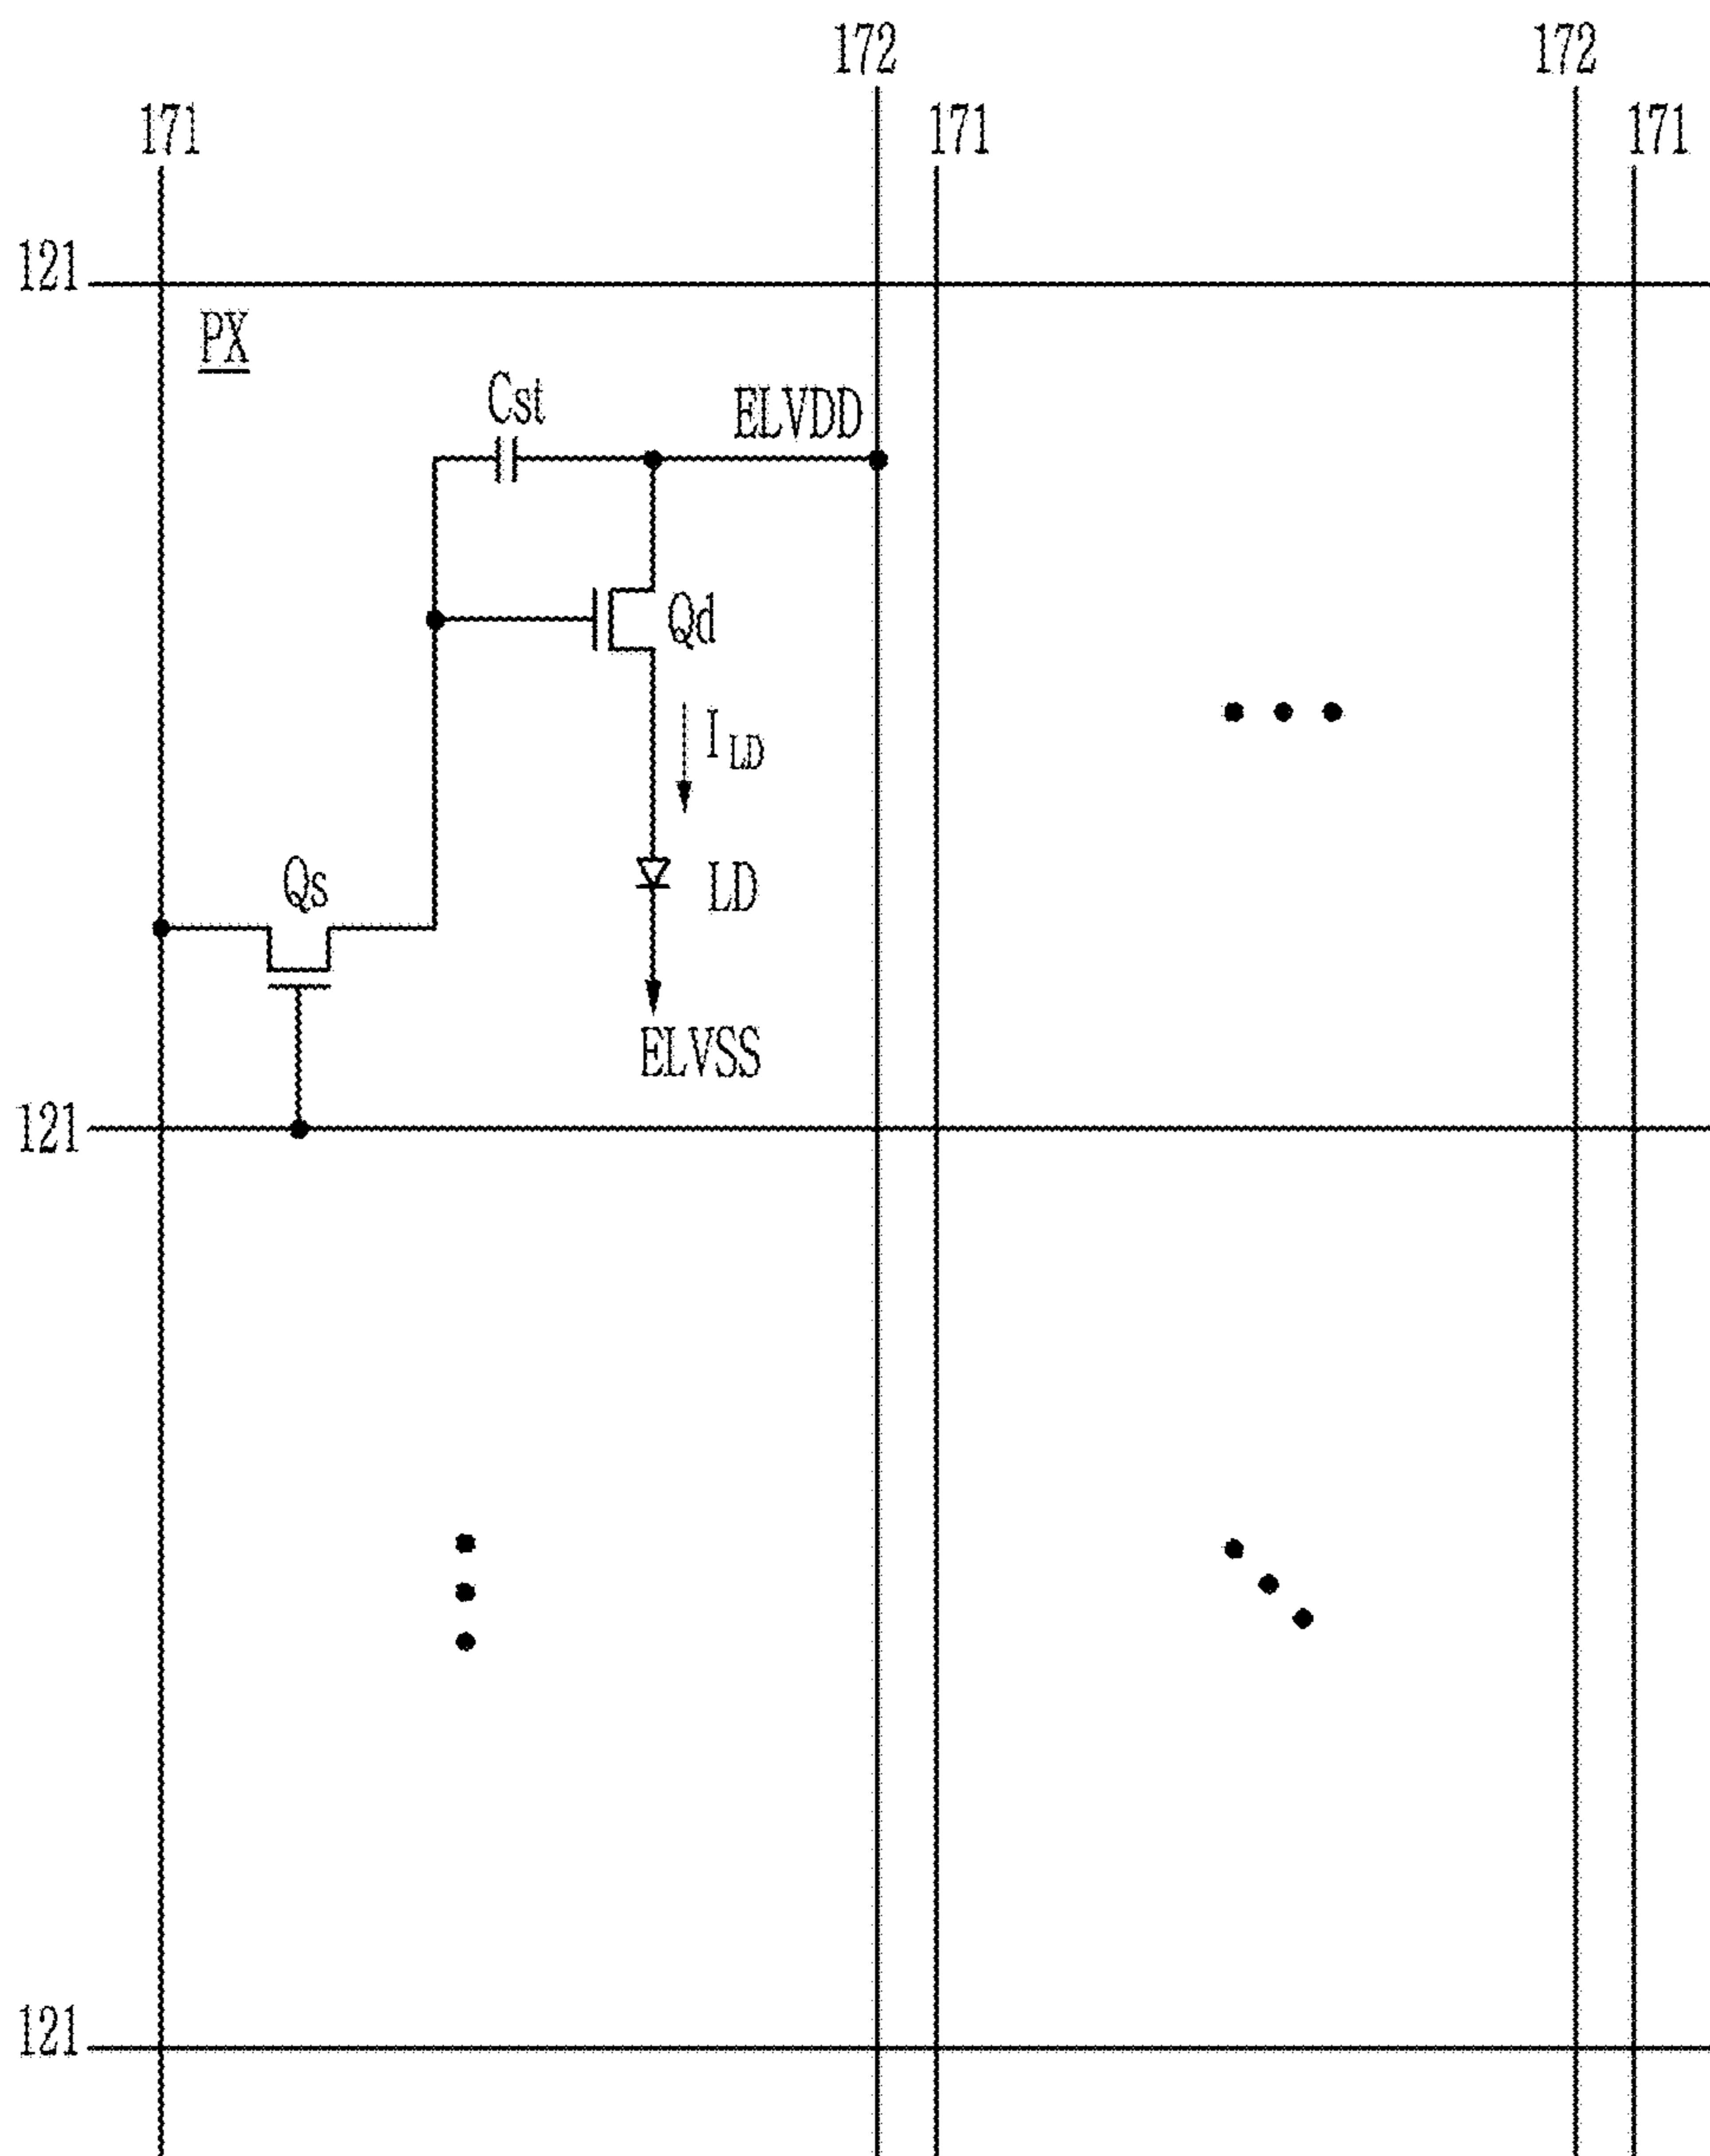 172 172
171 171 171
121
PX
Cst ELVDD
Qd
I LD
Qs LD
ELVSS
121
121